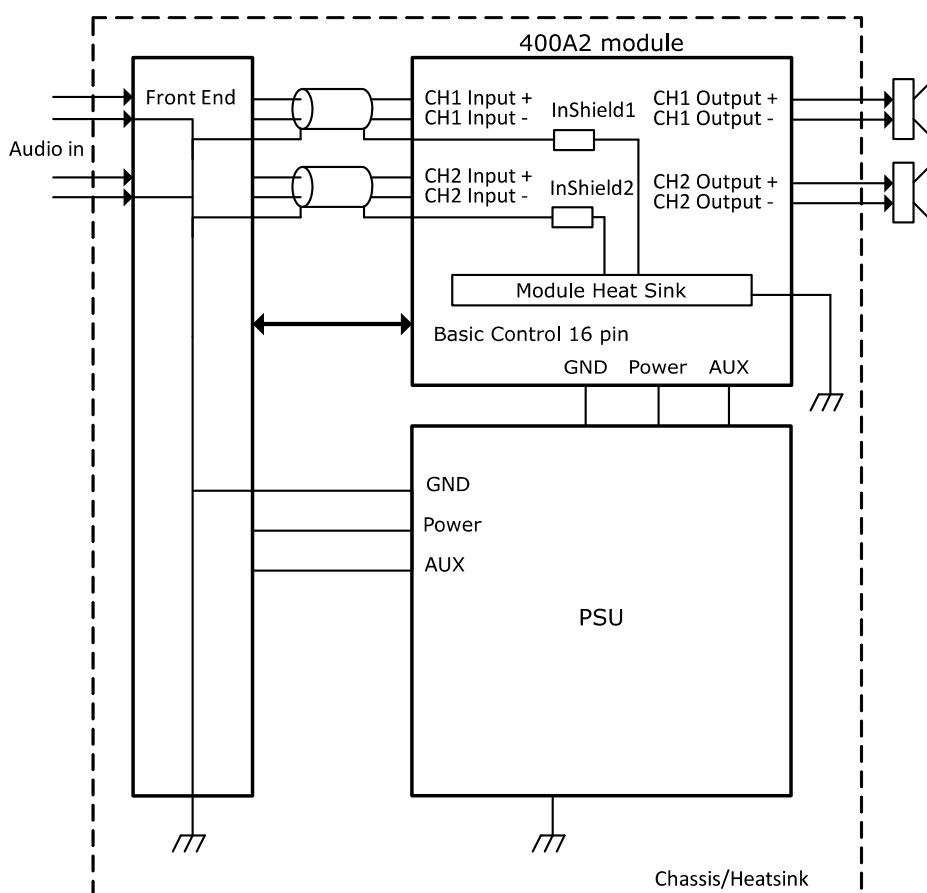 400A2 module
Front End
Audio in
CH1 Input +
CH1 Input -
CH2 Input +
CH2 Input -
InShield1
InShield2
CH1 Output +
CH1 Output -
CH2 Output +
CH2 Output -
Module Heat Sink
Basic Control 16 pin
GND Power AUX
GND
Power
AUX
PSU
Chassis/Heatsink